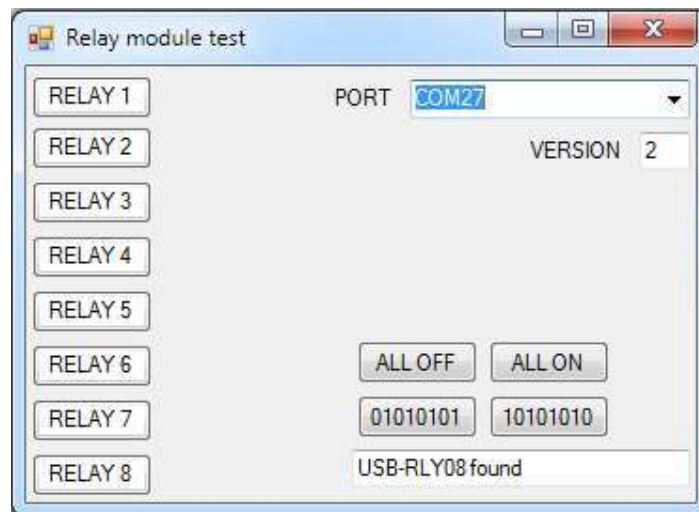 Relay module test
RELAY 1
PORT COM27
RELAY 2
VERSION 2
RELAY 3
RELAY 4
RELAY 5
RELAY 6
ALL OFF ALL ON
RELAY 7
01010101 10101010
RELAY 8
USB-RLY08 found